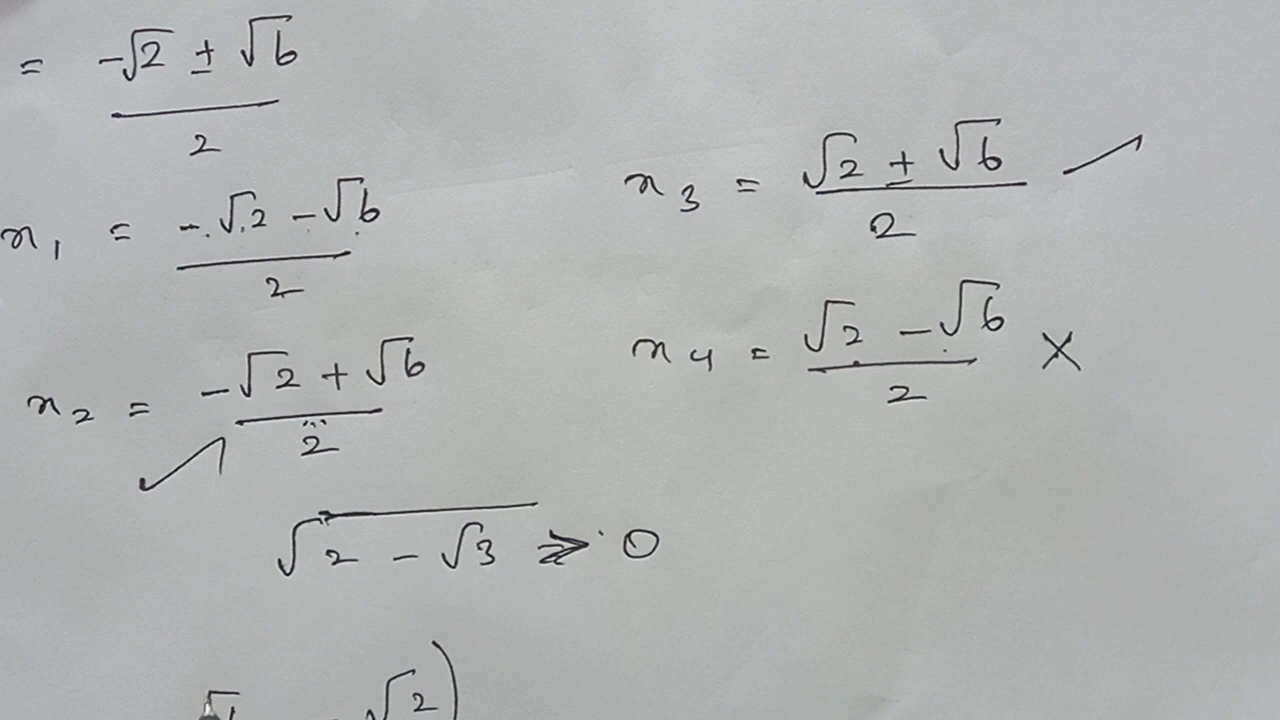 = (-√2 ± √6)/2
x₁ = (-√2 - √6)/2
x₂ = (-√2 + √6)/2 ✓
x₃ = (√2 ± √6)/2 ✓
x₄ = (√2 - √6)/2 ×
√(2 - √3) ≥ 0
- √2)